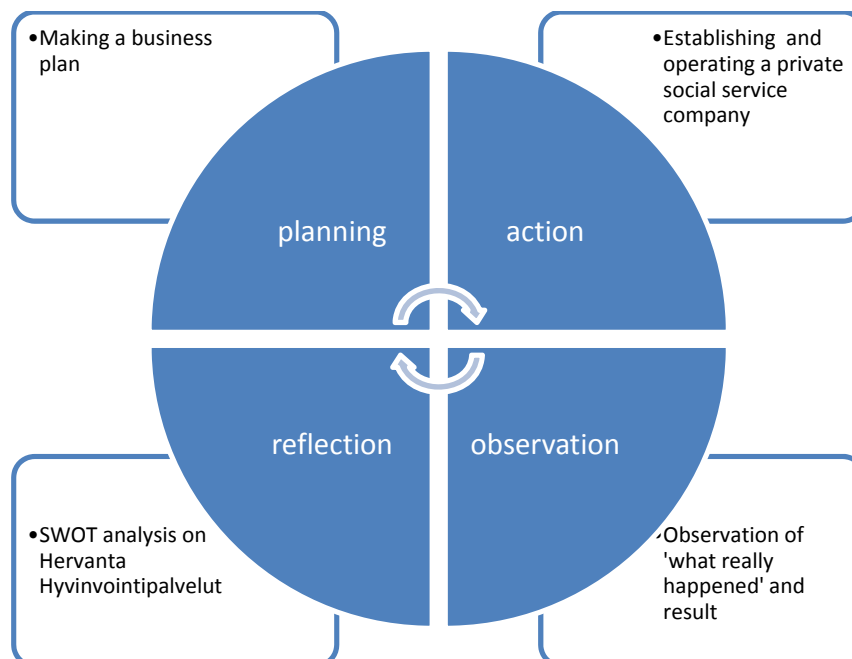 •Making a business
plan
•Establishing and
operating a private
social service
company
planning
action
reflection
observation
•SWOT analysis on
Hervanta
Hyvinvointipalvelut
•Observation of
'what really
happened' and
result